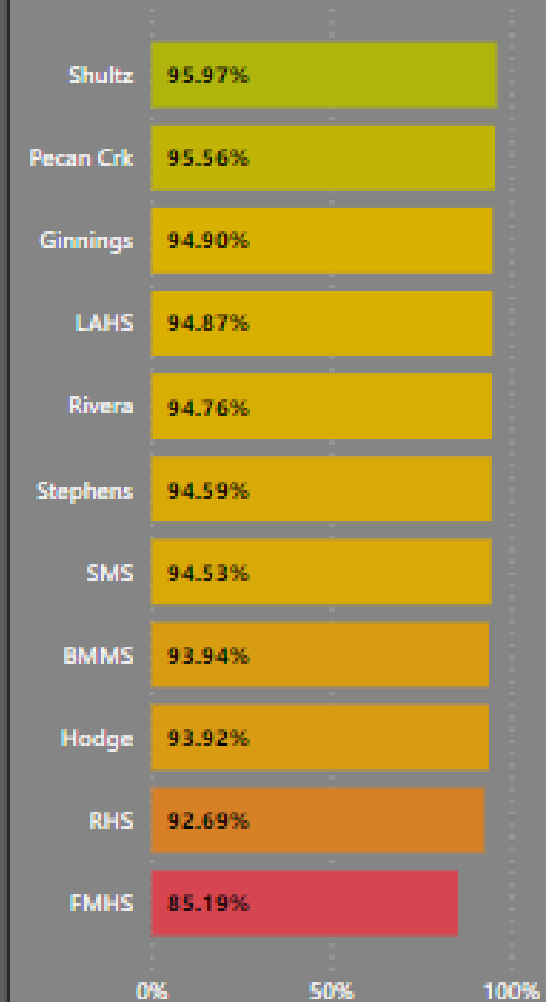 Shultz 95.97%
Pecan Crk 95.56%
Ginnings 94.90%
LAHS 94.87%
Rivera 94.76%
Stephens 94.59%
SMS 94.53%
BMMS 93.94%
Hodge 93.92%
RHS 92.69%
FMHS 85.19%
0% 50% 100%